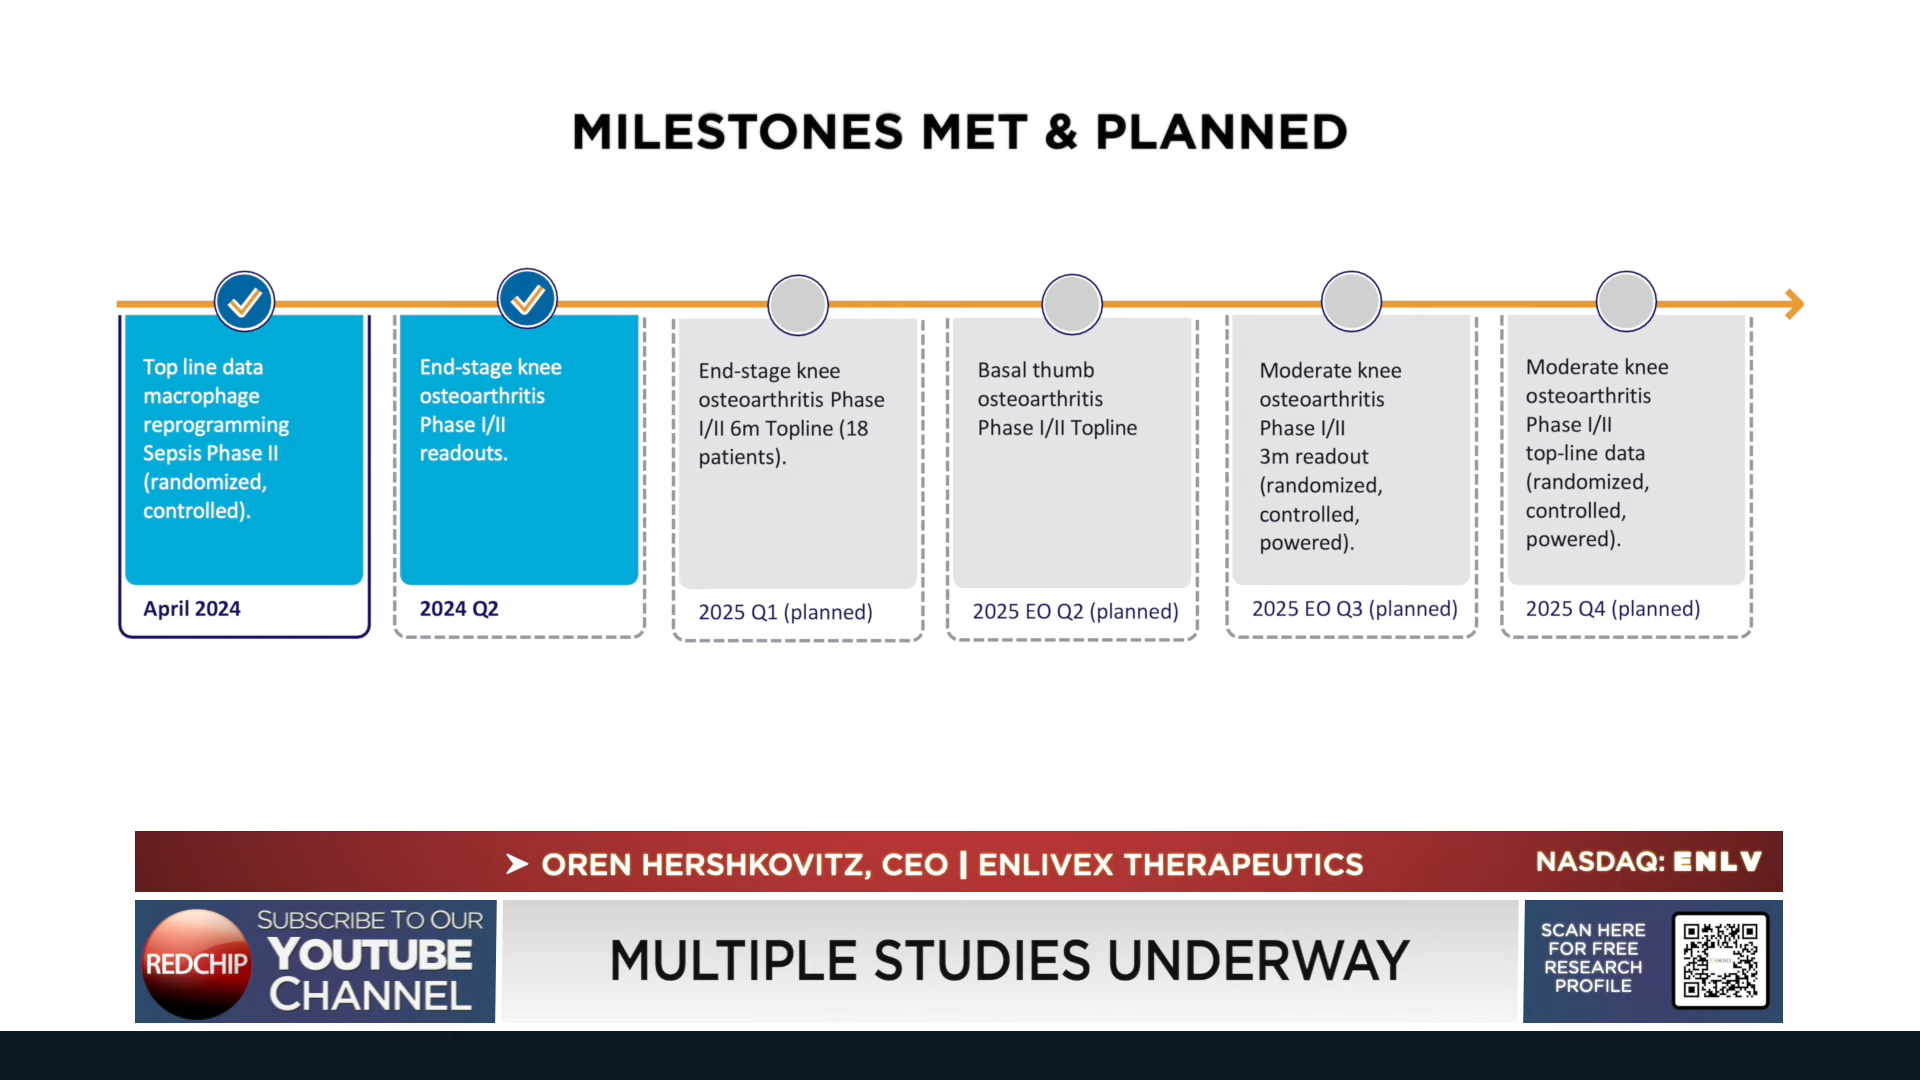 MILESTONES MET & PLANNED
Top line data
macrophage
reprogramming
Sepsis Phase II
(randomized,
controlled).
April 2024
End-stage knee
osteoarthritis
Phase I/II
readouts.
2024 Q2
End-stage knee
osteoarthritis Phase
I/II 6m Topline (18
patients).
2025 Q1 (planned)
Basal thumb
osteoarthritis
Phase I/II Topline
2025 EO Q2 (planned)
Moderate knee
osteoarthritis
Phase I/II
3m readout
(randomized,
controlled,
powered).
2025 EO Q3 (planned)
Moderate knee
osteoarthritis
Phase I/II
top-line data
(randomized,
controlled,
powered).
2025 Q4 (planned)
➤ OREN HERSHKOVITZ, CEO | ENLIVEX THERAPEUTICS
NASDAQ: ENLV
REDCHIP
SUBSCRIBE TO OUR
YOUTUBE
CHANNEL
MULTIPLE STUDIES UNDERWAY
SCAN HERE
FOR FREE
RESEARCH
PROFILE